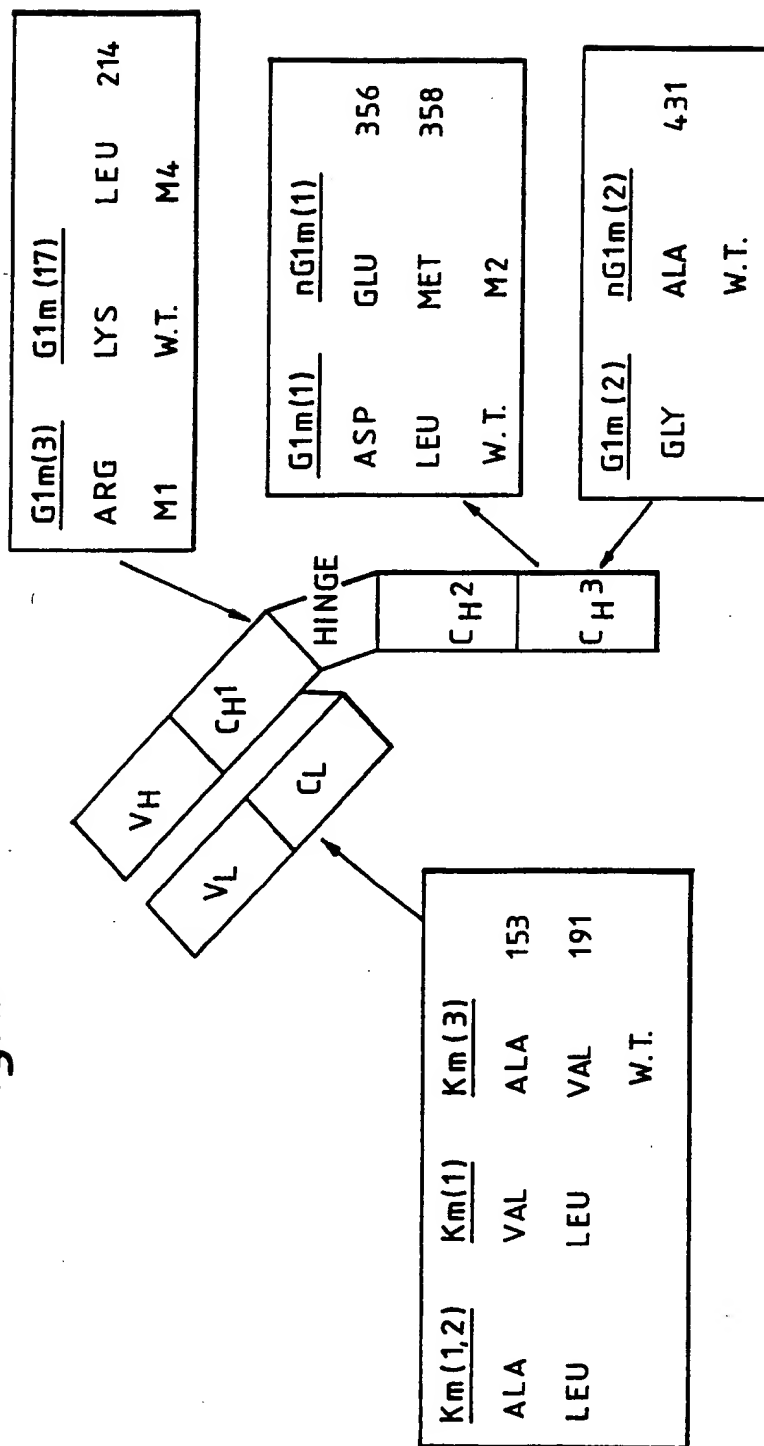 G1m(3) G1m(17)
ARG LYS LEU 214
M1 W.T. M4
G1m(1) nG1m(1)
ASP GLU 356
LEU MET 358
W.T. M2
G1m(2) nG1m(2)
GLY ALA 431
W.T.
VH
CH1
VL
CL
HINGE
CH2
CH3
Km(1,2) Km(1) Km(3)
ALA VAL ALA 153
LEU LEU VAL 191
W.T.